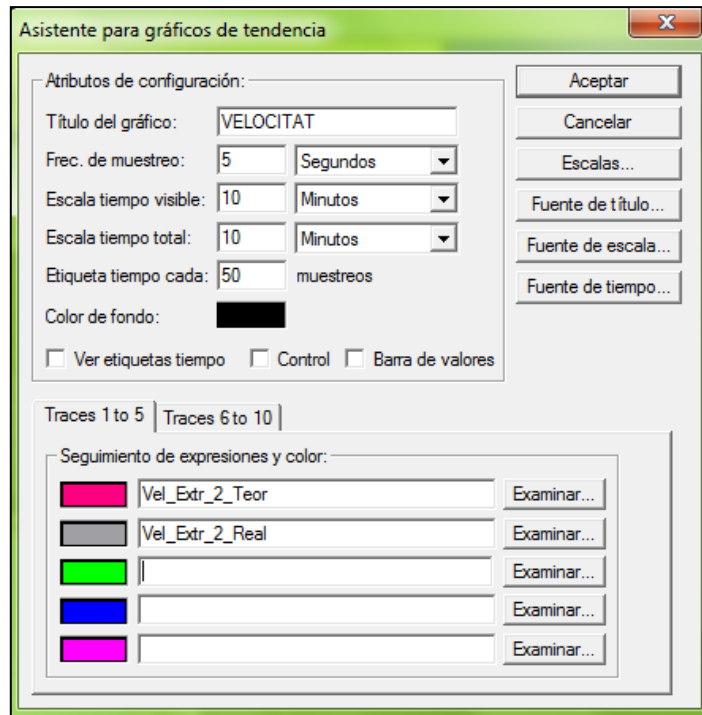 Asistente para gráficos de tendencia
x
Atributos de configuración:
Título del gráfico: VELOCITAT
Frec. de muestreo: 5 Segundos
Escala tiempo visible: 10 Minutos
Escala tiempo total: 10 Minutos
Etiqueta tiempo cada: 50 muestreos
Color de fondo:
Ver etiquetas tiempo Control Barra de valores
Aceptar
Cancelar
Escalas...
Fuente de título...
Fuente de escala...
Fuente de tiempo...
Traces 1 to 5 Traces 6 to 10
Seguimiento de expresiones y color:
Vel_Extr_2_Teor Examinar...
Vel_Extr_2_Real Examinar...
Examinar...
Examinar...
Examinar...